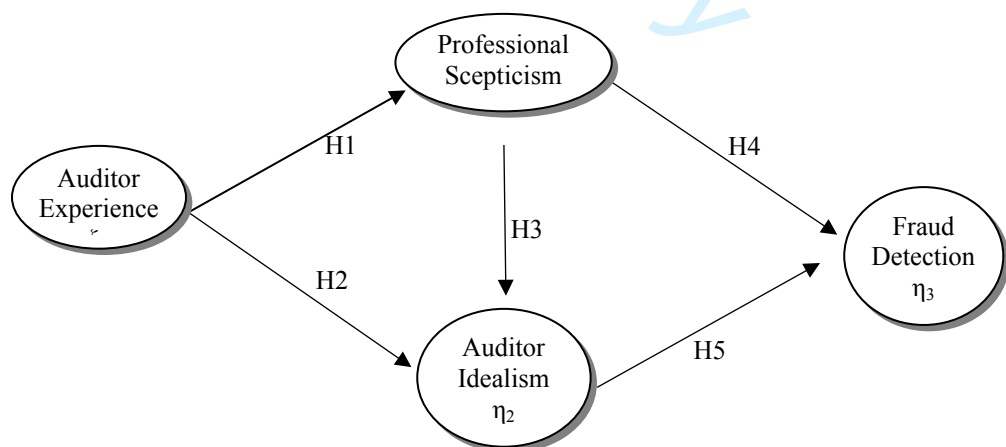 Professional
Scepticism
H1
H4
Auditor
Experience
H3
Fraud
Detection
η3
H2
Auditor
Idealism
η2
H5